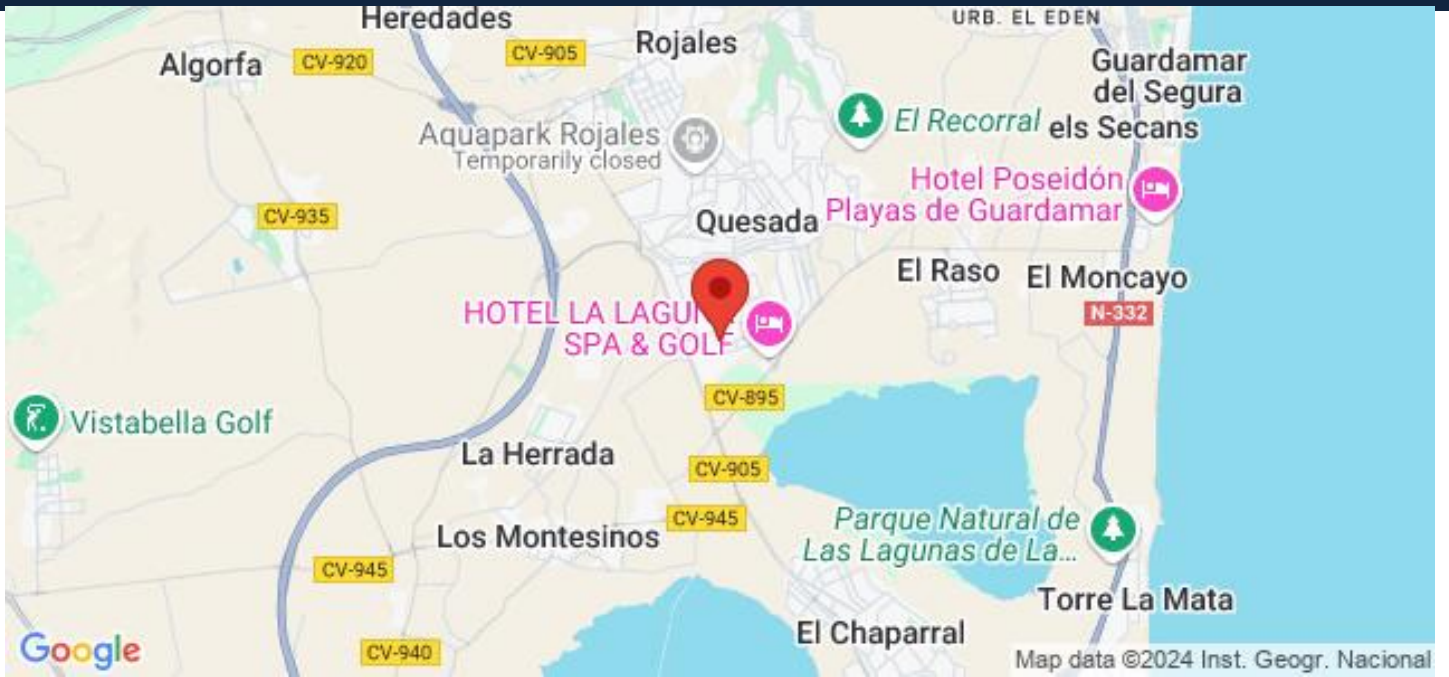 Heredades
URB. EL EDEN
Rojales
Algorfa
CV-920
CV-905
Guardamar
del Segura
El Recorral
els Secans
Aquapark Rojales
Temporarily closed
Hotel Poseidón
Playas de Guardamar
CV-935
Quesada
El Raso
El Moncayo
N-332
HOTEL LA LAGU
SPA & GOLF
CV-895
Vistabella Golf
La Herrada
CV-905
CV-945
Los Montesinos
Parque Natural de
Las Lagunas de La...
CV-945
Torre La Mata
El Chaparral
CV-940
Google
Map data ©2024 Inst. Geogr. Nacional